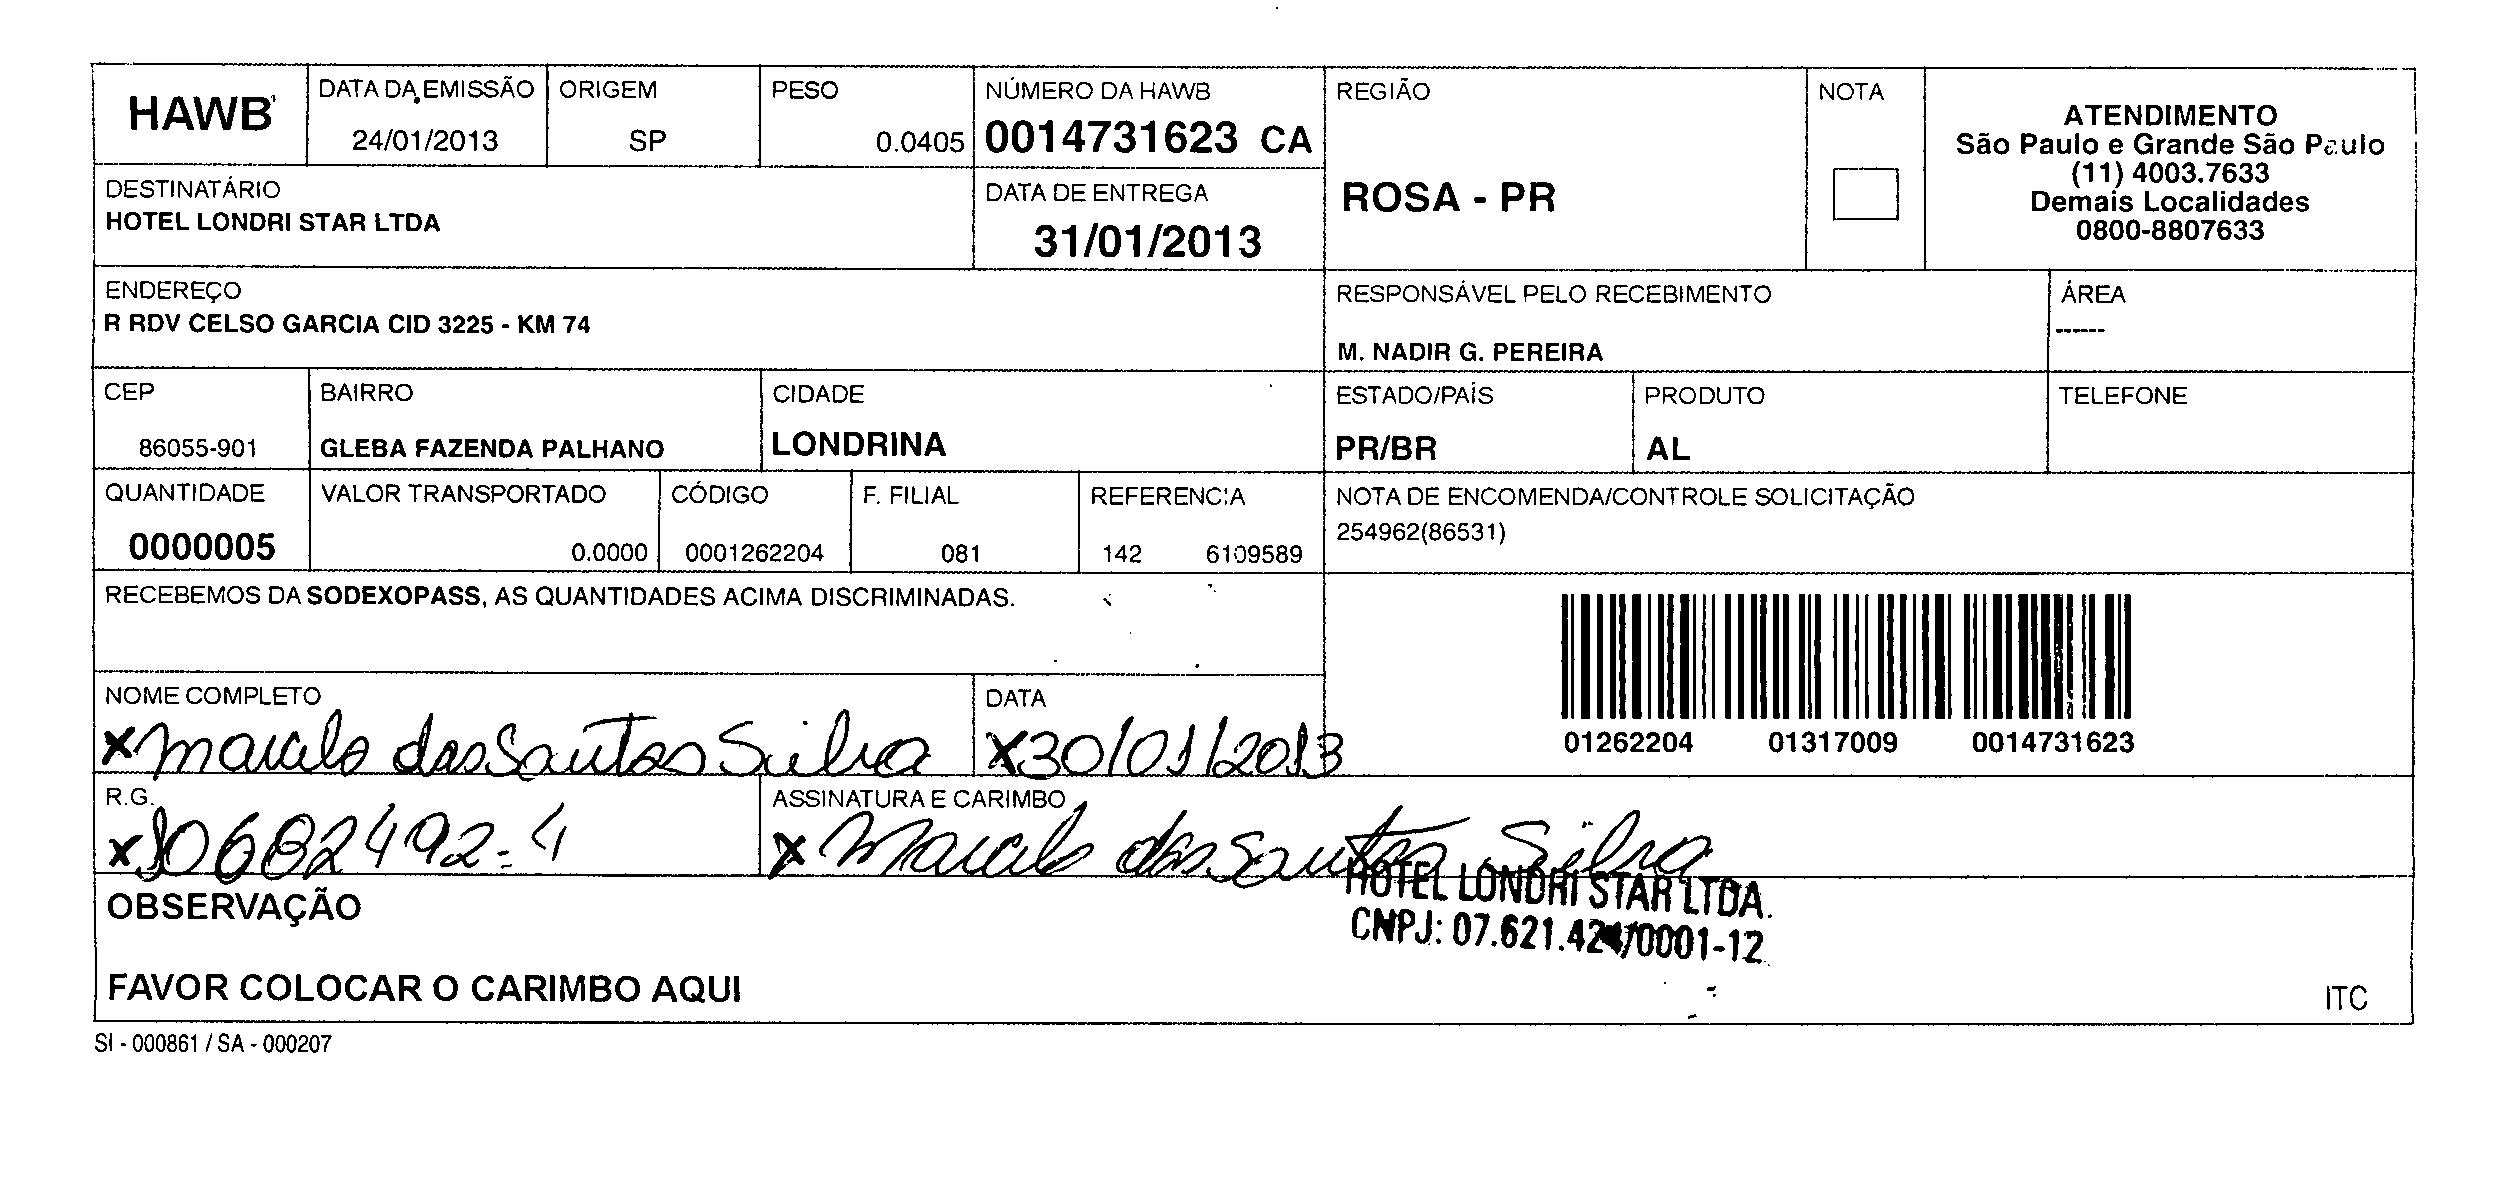 HAWB
DATA DA EMISSÃO
24/01/2013
ORIGEM
SP
PESO
0.0405
NÚMERO DA HAWB
0014731623 CA
REGIÃO
ROSA - PR
NOTA
ATENDIMENTO
São Paulo e Grande São Paulo
(11) 4003.7633
Demais Localidades
0800-8807633
DESTINATÁRIO
HOTEL LONDRI STAR LTDA
DATA DE ENTREGA
31/01/2013
ENDEREÇO
R RDV CELSO GARCIA CID 3225 - KM 74
RESPONSÁVEL PELO RECEBIMENTO
M. NADIR G. PEREIRA
ÁREA
------
CEP
86055-901
BAIRRO
GLEBA FAZENDA PALHANO
CIDADE
LONDRINA
ESTADO/PAÍS
PR/BR
PRODUTO
AL
TELEFONE
QUANTIDADE
0000005
VALOR TRANSPORTADO
0.0000
CÓDIGO
0001262204
F. FILIAL
081
REFERENCIA
142 6109589
NOTA DE ENCOMENDA/CONTROLE SOLICITAÇÃO
254962(86531)
RECEBEMOS DA SODEXOPASS, AS QUANTIDADES ACIMA DISCRIMINADAS.
01262204 01317009 0014731623
NOME COMPLETO
x Marcelo dos Santos Silva
DATA
x 30/01/2013
R.G.
x 10682492-4
ASSINATURA E CARIMBO
x Marcelo dos Santos Silva
HOTEL LONDRI STAR LTDA.
CNPJ: 07.621.424/0001-12
OBSERVAÇÃO
FAVOR COLOCAR O CARIMBO AQUI
ITC
SI - 000861 / SA - 000207